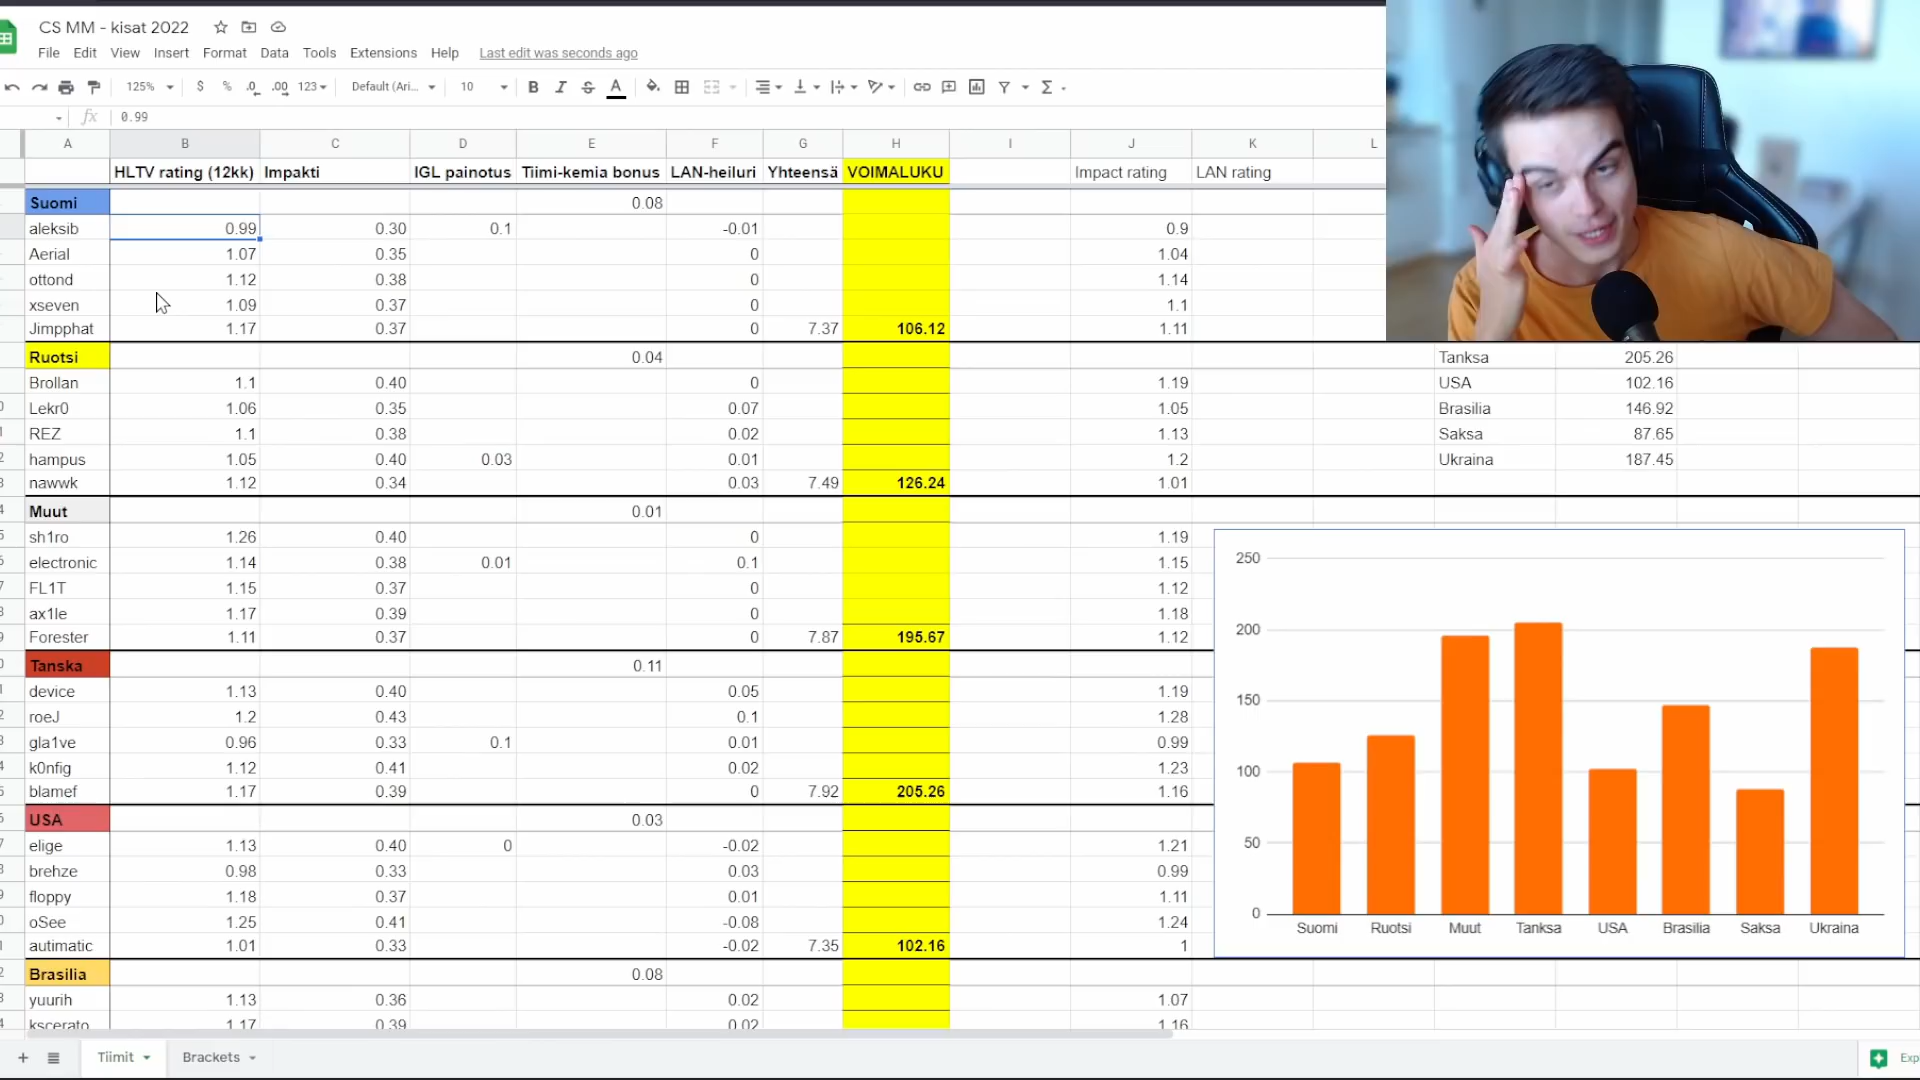 CS MM - kisat 2022
File Edit View Insert Format Data Tools Extensions Help Last edit was seconds ago
125% $ % .0 .00 123 Default (Ari... 10 B I S A
fx 0.99
A B C D E F G H I J K L
HLTV rating (12kk) Impakti IGL painotus Tiimi-kemia bonus LAN-heiluri Yhteensä VOIMALUKU Impact rating LAN rating
Suomi 0.08
aleksib 0.99 0.30 0.1 -0.01 0.9
Aerial 1.07 0.35 0 1.04
ottond 1.12 0.38 0 1.14
xseven 1.09 0.37 0 1.1
Jimpphat 1.17 0.37 0 7.37 106.12 1.11
Ruotsi 0.04 Tanksa 205.26
Brollan 1.1 0.40 0 1.19 USA 102.16
Lekr0 1.06 0.35 0.07 1.05 Brasilia 146.92
REZ 1.1 0.38 0.02 1.13 Saksa 87.65
hampus 1.05 0.40 0.03 0.01 1.2 Ukraina 187.45
nawwk 1.12 0.34 0.03 7.49 126.24 1.01
Muut 0.01
sh1ro 1.26 0.40 0 1.19
electronic 1.14 0.38 0.01 0.1 1.15
FL1T 1.15 0.37 0 1.12
ax1le 1.17 0.39 0 1.18
Forester 1.11 0.37 0 7.87 195.67 1.12
Tanska 0.11
device 1.13 0.40 0.05 1.19
roeJ 1.2 0.43 0.1 1.28
gla1ve 0.96 0.33 0.1 0.01 0.99
k0nfig 1.12 0.41 0.02 1.23
blamef 1.17 0.39 0 7.92 205.26 1.16
USA 0.03
elige 1.13 0.40 0 -0.02 1.21
brehze 0.98 0.33 0.03 0.99
floppy 1.18 0.37 0.01 1.11
oSee 1.25 0.41 -0.08 1.24
autimatic 1.01 0.33 -0.02 7.35 102.16 1
Brasilia 0.08
yuurih 1.13 0.36 0.02 1.07
kscerato 1.17 0.39 0.02 1.16
250
200
150
100
50
0
Suomi Ruotsi Muut Tanksa USA Brasilia Saksa Ukraina
Tiimit Brackets
Exp